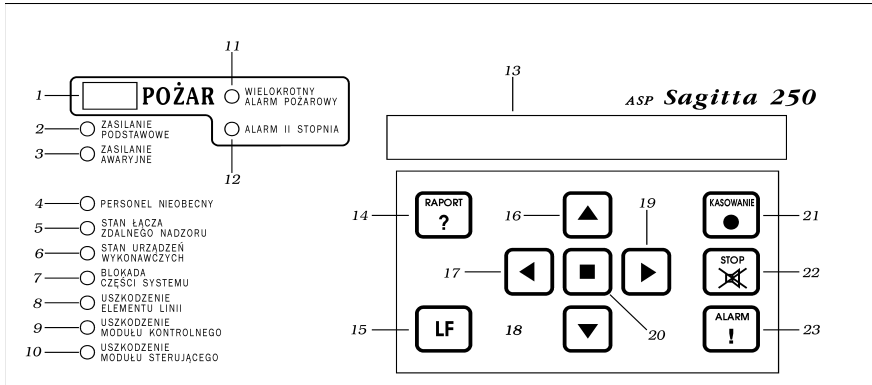 11
13
1
POŻAR
WIELOKROTNY
ALARM POŻAROWY
ASP Sagitta 250
2
ZASILANIE
PODSTAWOWE
ALARM II STOPNIA
3
ZASILANIE
AWARYJNE
12
4
PERSONEL NIEOBECNY
5
STAN ŁĄCZA
ZDALNEGO NADZORU
6
STAN URZĄDZEŃ
WYKONAWCZYCH
7
BLOKADA
CZĘŚCI SYSTEMU
8
USZKODZENIE
ELEMENTU LINII
9
USZKODZENIE
MODUŁU KONTROLNEGO
10
USZKODZENIE
MODUŁU STERUJĄCEGO
14
RAPORT
?
16
19
KASOWANIE
21
17
STOP
22
15
LF
18
20
ALARM
!
23